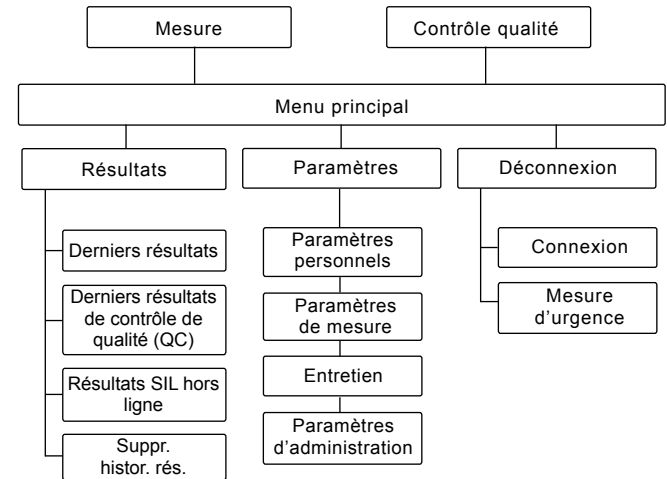 Mesure
Contrôle qualité
Menu principal
Résultats
Paramètres
Déconnexion
Derniers résultats
Derniers résultats
de contrôle de
qualité (QC)
Résultats SIL hors
ligne
Suppr.
histor. rés.
Paramètres
personnels
Paramètres
de mesure
Entretien
Paramètres
d'administration
Connexion
Mesure
d'urgence